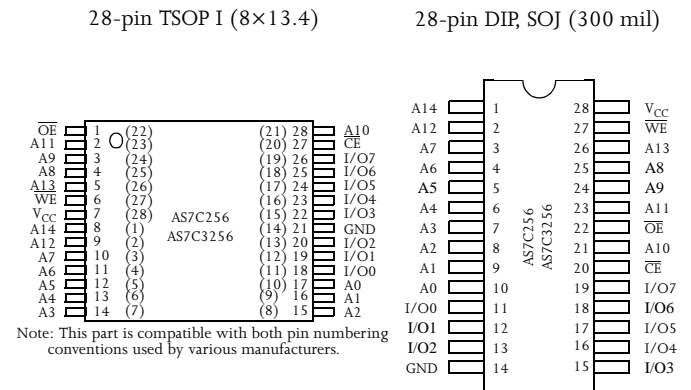 28-pin TSOP I (8×13.4)
OE 1 (22) (21) 28 A10
A11 2 (23) (20) 27 CE
A9 3 (24) (19) 26 I/O7
A8 4 (25) (18) 25 I/O6
A13 5 (26) (17) 24 I/O5
WE 6 (27) (16) 23 I/O4
VCC 7 (28) (15) 22 I/O3
A14 8 (1) (14) 21 GND
A12 9 (2) (13) 20 I/O2
A7 10 (3) (12) 19 I/O1
A6 11 (4) (11) 18 I/O0
A5 12 (5) (10) 17 A0
A4 13 (6) (9) 16 A1
A3 14 (7) (8) 15 A2
AS7C256
AS7C3256
Note: This part is compatible with both pin numbering
conventions used by various manufacturers.
28-pin DIP, SOJ (300 mil)
A14 1 28 VCC
A12 2 27 WE
A7 3 26 A13
A6 4 25 A8
A5 5 24 A9
A4 6 23 A11
A3 7 22 OE
A2 8 21 A10
A1 9 20 CE
A0 10 19 I/O7
I/O0 11 18 I/O6
I/O1 12 17 I/O5
I/O2 13 16 I/O4
GND 14 15 I/O3
AS7C256
AS7C3256